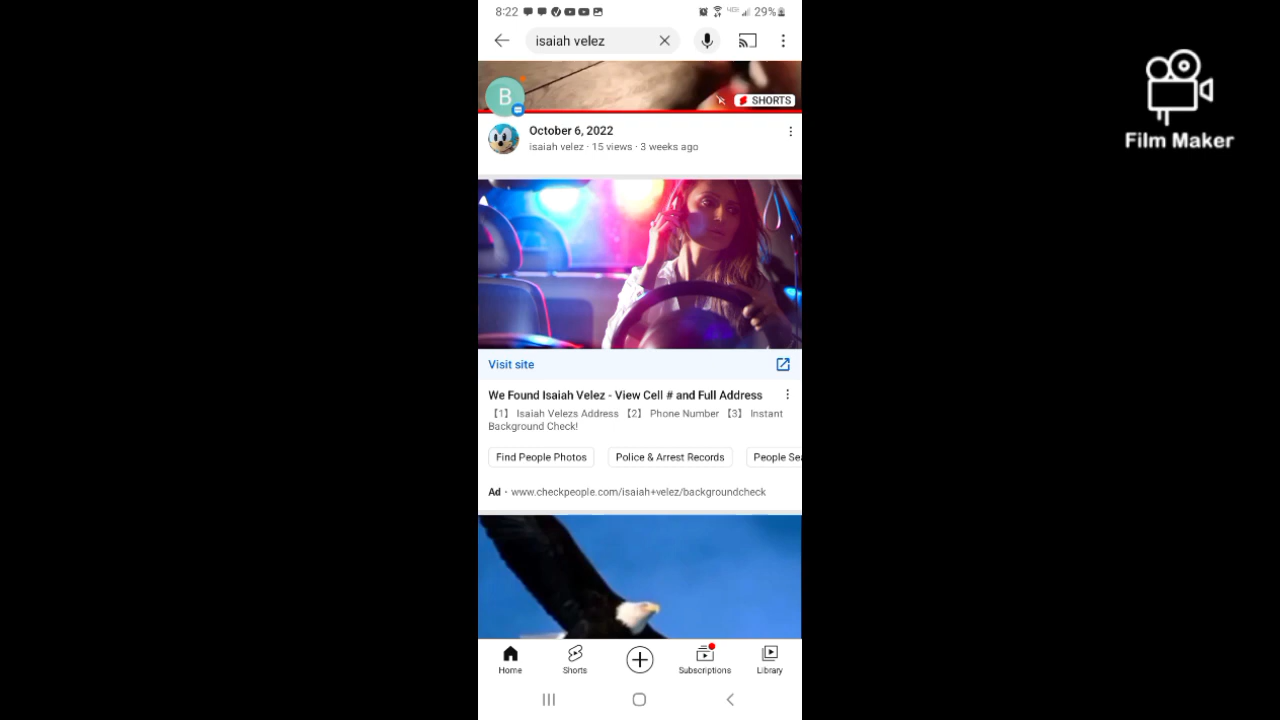 8:22 29%
isaiah velez
B
SHORTS
October 6, 2022
isaiah velez · 15 views · 3 weeks ago
Visit site
We Found Isaiah Velez - View Cell # and Full Address
【1】 Isaiah Velezs Address 【2】 Phone Number 【3】 Instant
Background Check!
Find People Photos Police & Arrest Records People Sea
Ad · www.checkpeople.com/isaiah+velez/backgroundcheck
Home Shorts Subscriptions Library
Film Maker